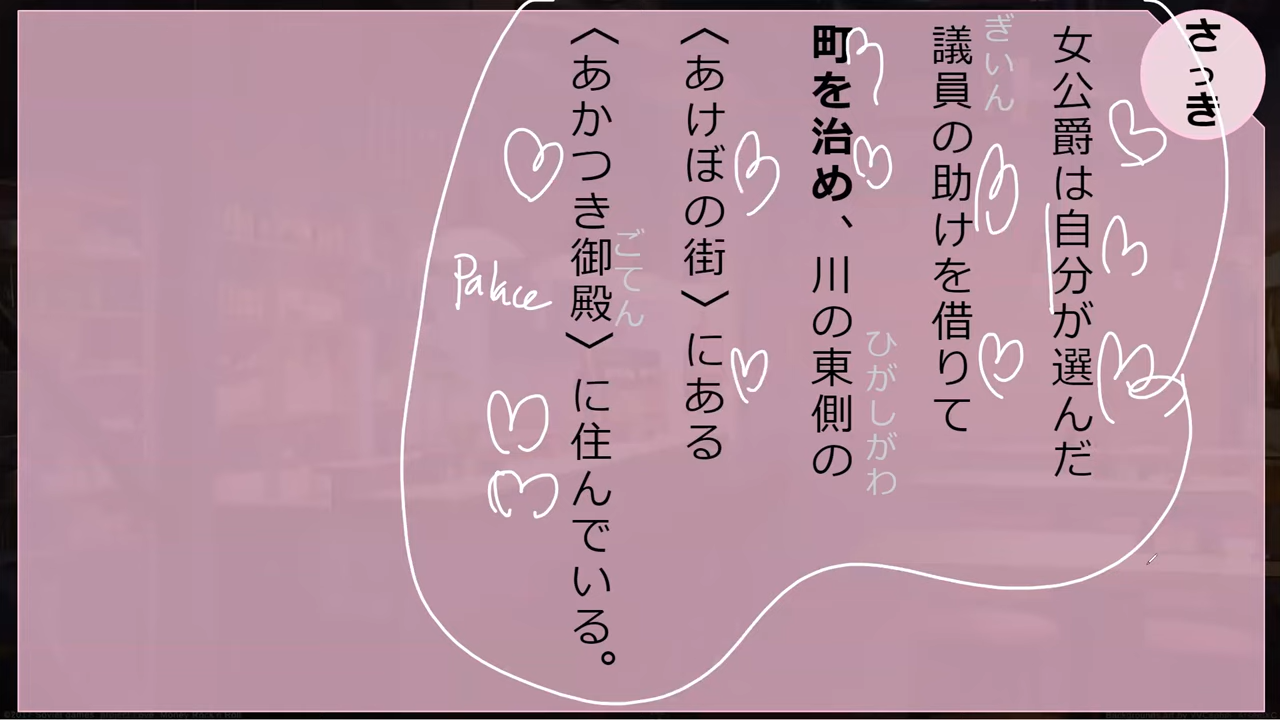 さっき
女公爵は自分が選んだ
ぎいん
議員の助けを借りて
町を治め、川の東側の
ひがしがわ
〈あけぼの街〉にある
ごてん
〈あかつき御殿〉に住んでいる。
Palace